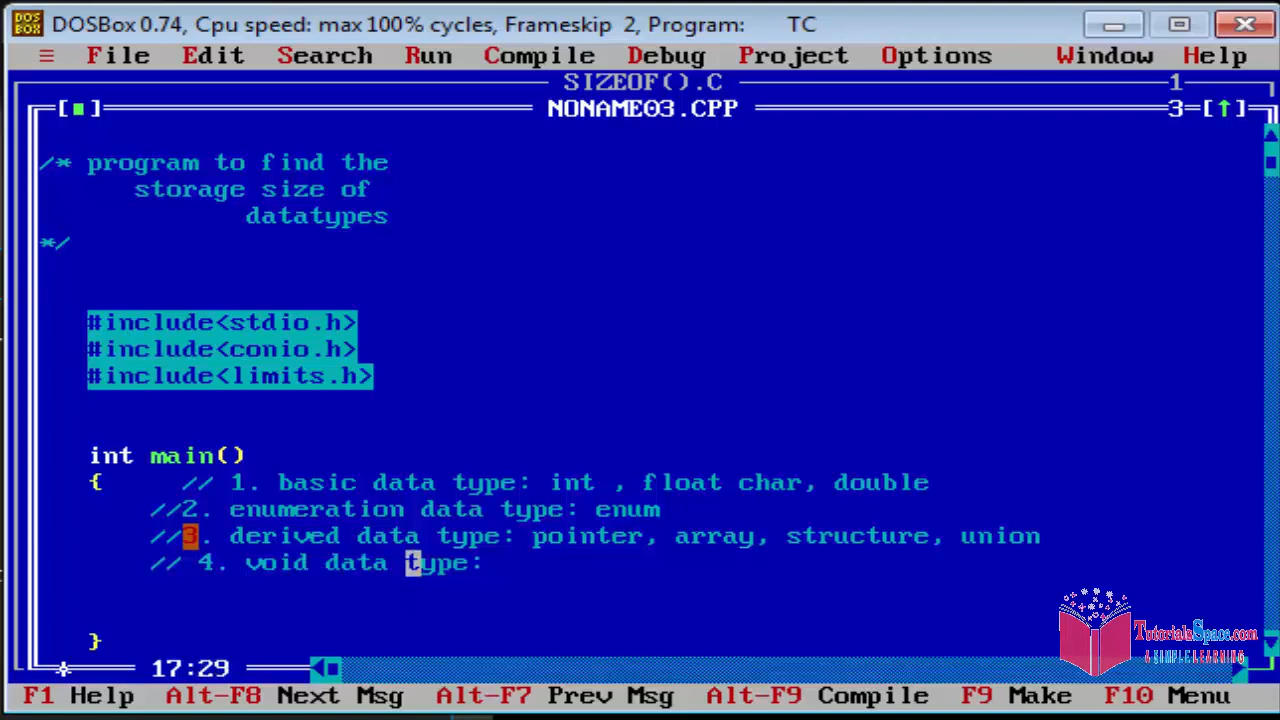 DOSBox 0.74, Cpu speed: max 100% cycles, Frameskip 2, Program: TC
≡ File Edit Search Run Compile Debug Project Options Window Help
SIZEOF().C 1
[■] NONAME03.CPP 3=[↑]
/* program to find the
storage size of
datatypes
*/
#include<stdio.h>
#include<conio.h>
#include<limits.h>
int main()
{ // 1. basic data type: int , float char, double
//2. enumeration data type: enum
//3. derived data type: pointer, array, structure, union
// 4. void data type:
}
TutorialsSpace.com
A SIMPLE LEARNING
17:29
F1 Help Alt-F8 Next Msg Alt-F7 Prev Msg Alt-F9 Compile F9 Make F10 Menu